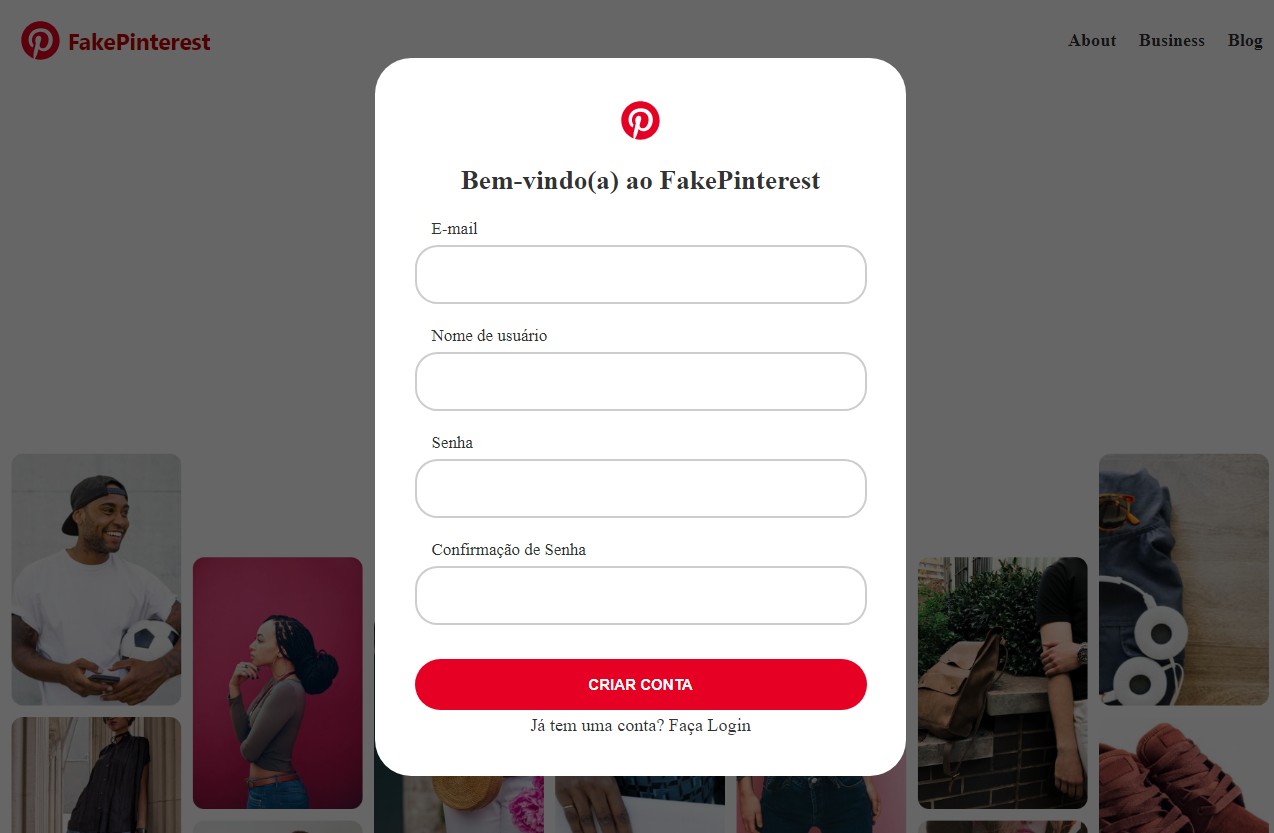 FakePinterest
About Business Blog
Bem-vindo(a) ao FakePinterest
E-mail
Nome de usuário
Senha
Confirmação de Senha
CRIAR CONTA
Já tem uma conta? Faça Login